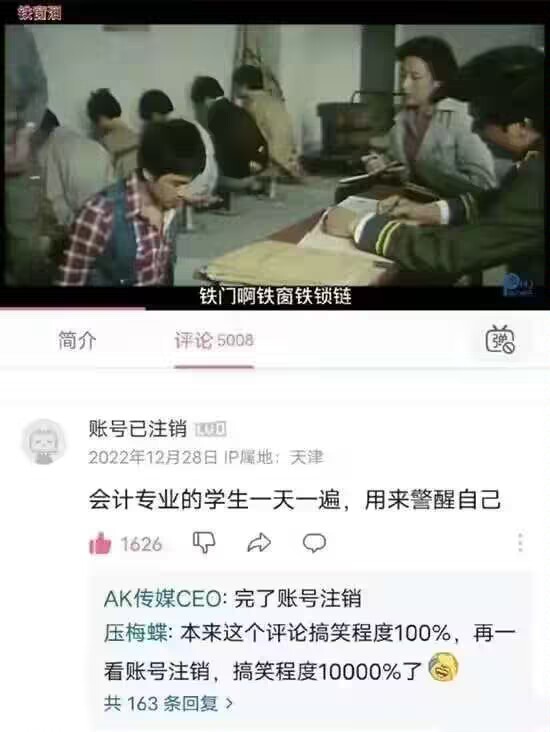 铁窗泪
铁门啊铁窗铁锁链
简介
评论 5008
弹
账号已注销 LV0
2022年12月28日 IP属地：天津
会计专业的学生一天一遍，用来警醒自己
1626
AK传媒CEO: 完了账号注销
压梅蝶: 本来这个评论搞笑程度100%，再一
看账号注销，搞笑程度10000%了
共 163 条回复 >